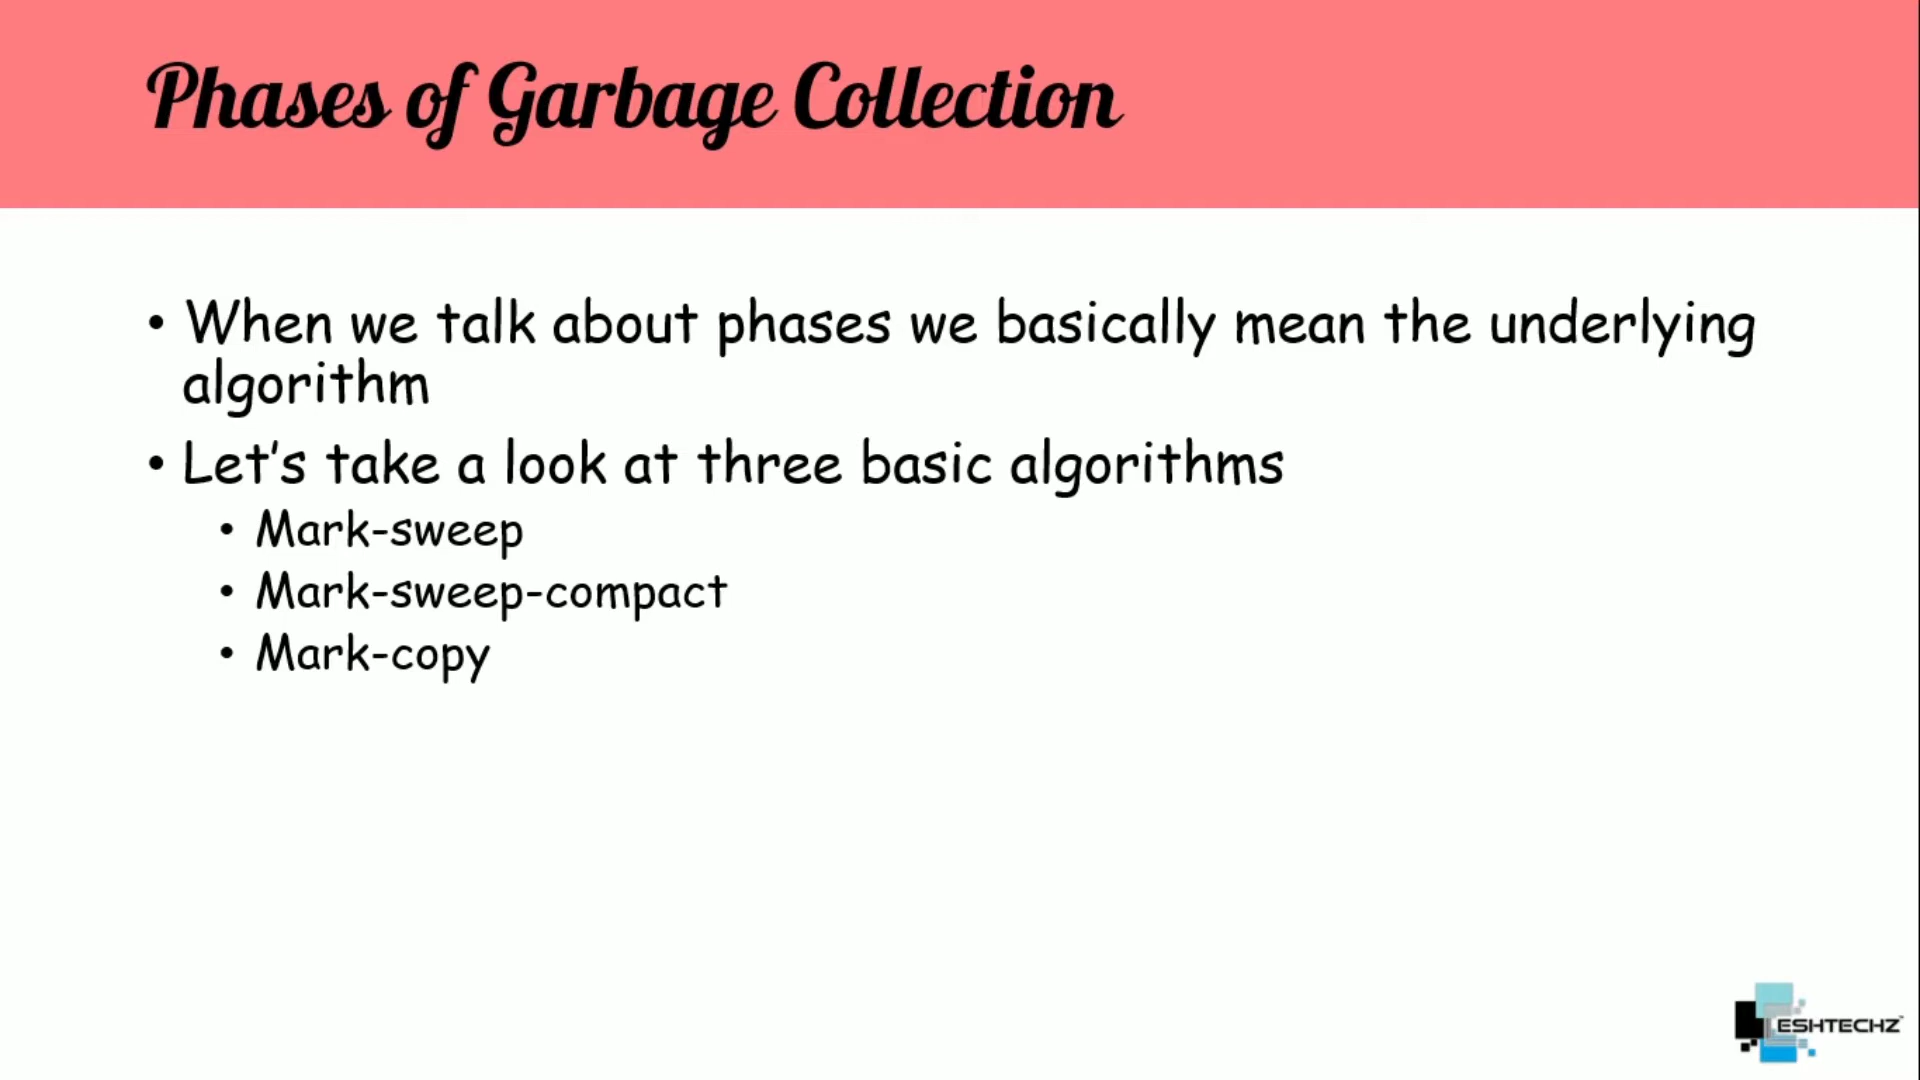 Phases of Garbage Collection
• When we talk about phases we basically mean the underlying
algorithm
• Let's take a look at three basic algorithms
• Mark-sweep
• Mark-sweep-compact
• Mark-copy
ESHTECHZ